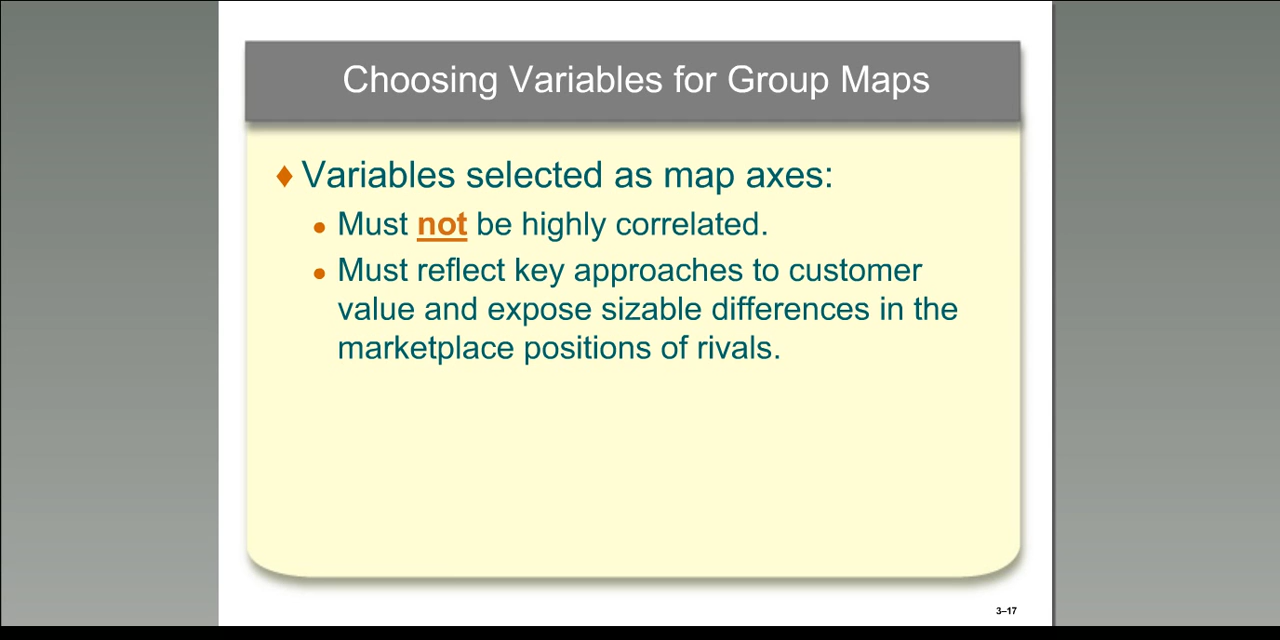 Choosing Variables for Group Maps
♦ Variables selected as map axes:
● Must not be highly correlated.
● Must reflect key approaches to customer
value and expose sizable differences in the
marketplace positions of rivals.
3–17